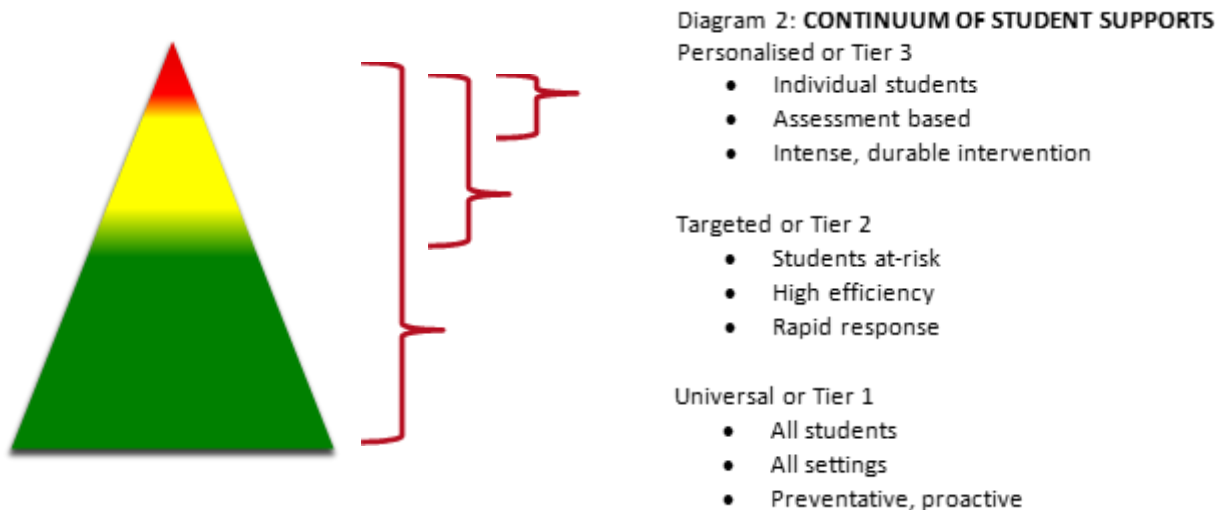 Diagram 2: CONTINUUM OF STUDENT SUPPORTS
Personalised or Tier 3
• Individual students
• Assessment based
• Intense, durable intervention
Targeted or Tier 2
• Students at-risk
• High efficiency
• Rapid response
Universal or Tier 1
• All students
• All settings
• Preventative, proactive